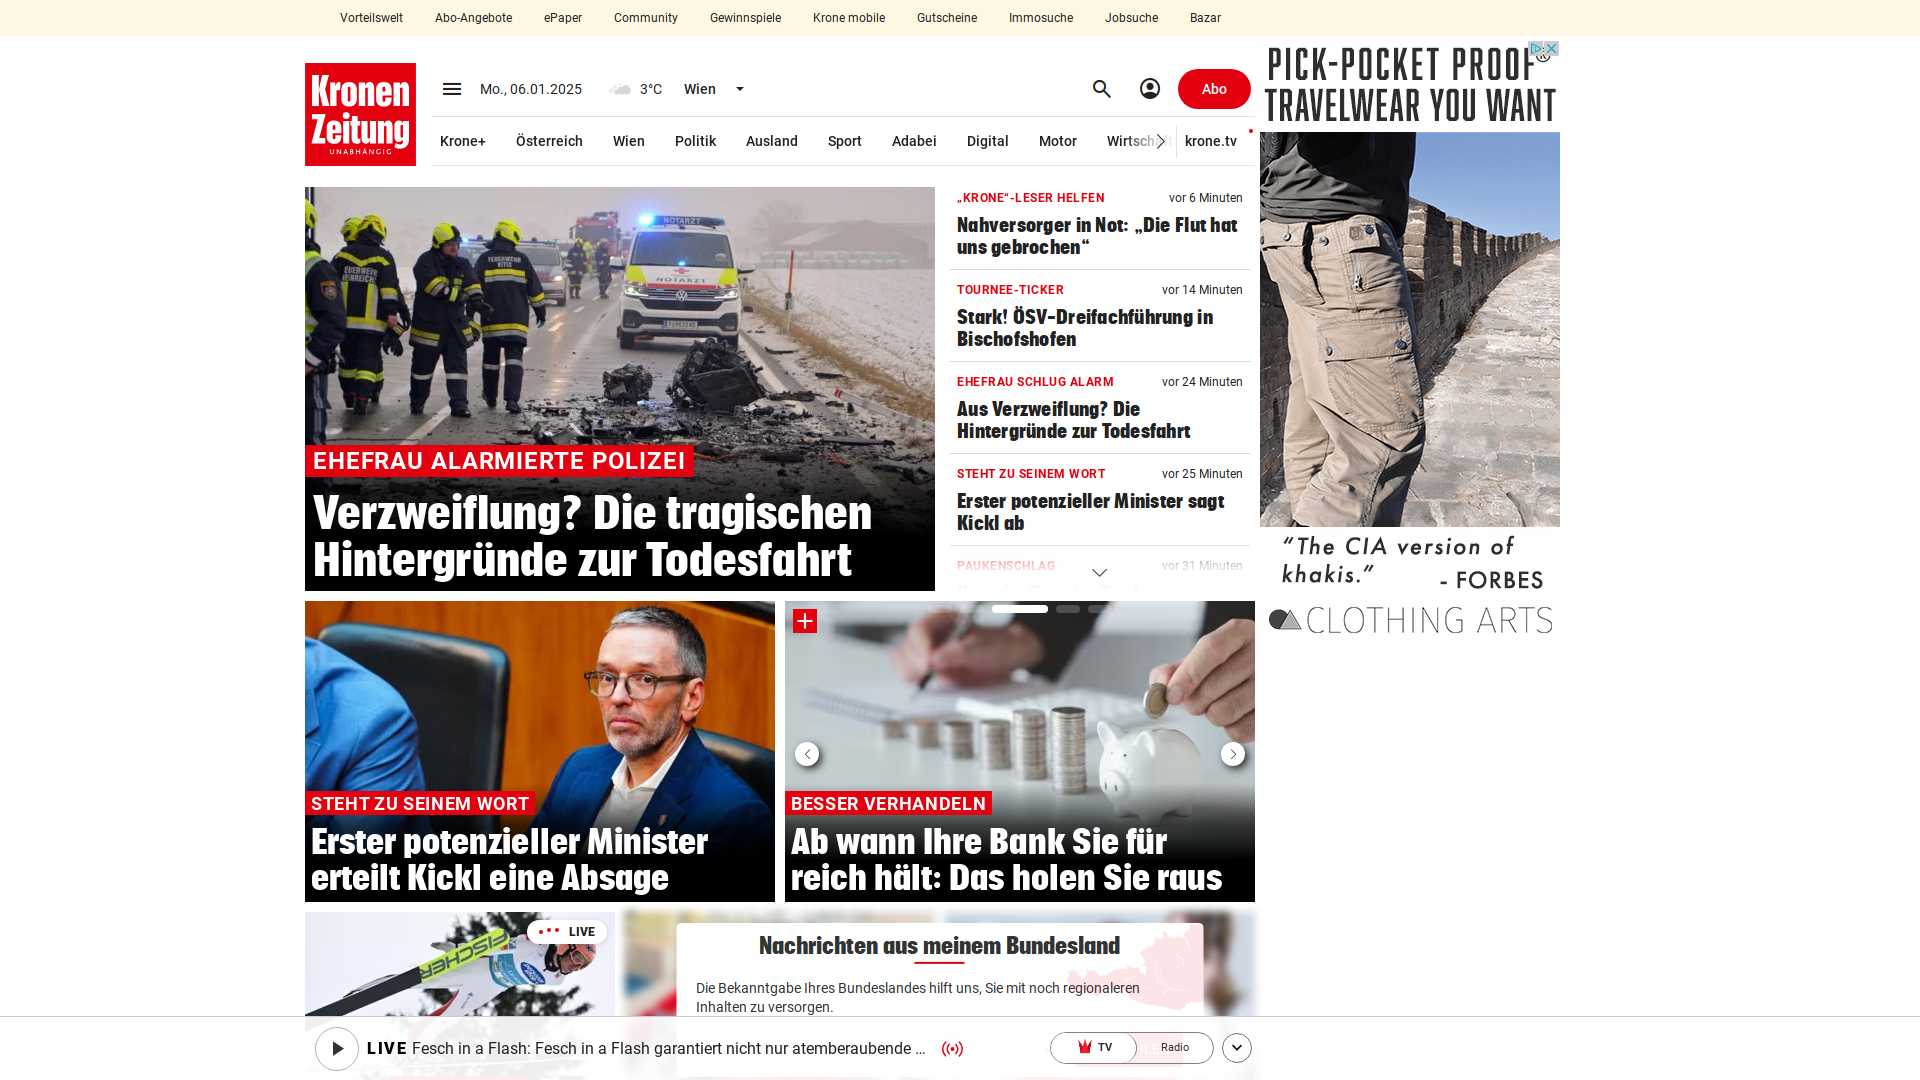 Vorteilswelt Abo-Angebote ePaper Community Gewinnspiele Krone mobile Gutscheine Immosuche Jobsuche Bazar
Kronen
Zeitung
UNABHÄNGIG
Mo., 06.01.2025 3°C Wien
Abo
Krone+ Österreich Wien Politik Ausland Sport Adabei Digital Motor Wirtschaft krone.tv
PICK-POCKET PROOF®
TRAVELWEAR YOU WANT
NOTARZT
NOTARZT
FEUERWEHR
EHEFRAU ALARMIERTE POLIZEI
Verzweiflung? Die tragischen
Hintergründe zur Todesfahrt
„KRONE“-LESER HELFEN vor 6 Minuten
Nahversorger in Not: „Die Flut hat
uns gebrochen“
TOURNEE-TICKER vor 14 Minuten
Stark! ÖSV-Dreifachführung in
Bischofshofen
EHEFRAU SCHLUG ALARM vor 24 Minuten
Aus Verzweiflung? Die
Hintergründe zur Todesfahrt
STEHT ZU SEINEM WORT vor 25 Minuten
Erster potenzieller Minister sagt
Kickl ab
PAUKENSCHLAG vor 31 Minuten
“The CIA version of
khakis.”
- FORBES
CLOTHING ARTS
STEHT ZU SEINEM WORT
Erster potenzieller Minister
erteilt Kickl eine Absage
BESSER VERHANDELN
Ab wann Ihre Bank Sie für
reich hält: Das holen Sie raus
LIVE
FISCHER
FISCHER
Nachrichten aus meinem Bundesland
Die Bekanntgabe Ihres Bundeslandes hilft uns, Sie mit noch regionaleren
Inhalten zu versorgen.
LIVE Fesch in a Flash: Fesch in a Flash garantiert nicht nur atemberaubende ...
TV Radio